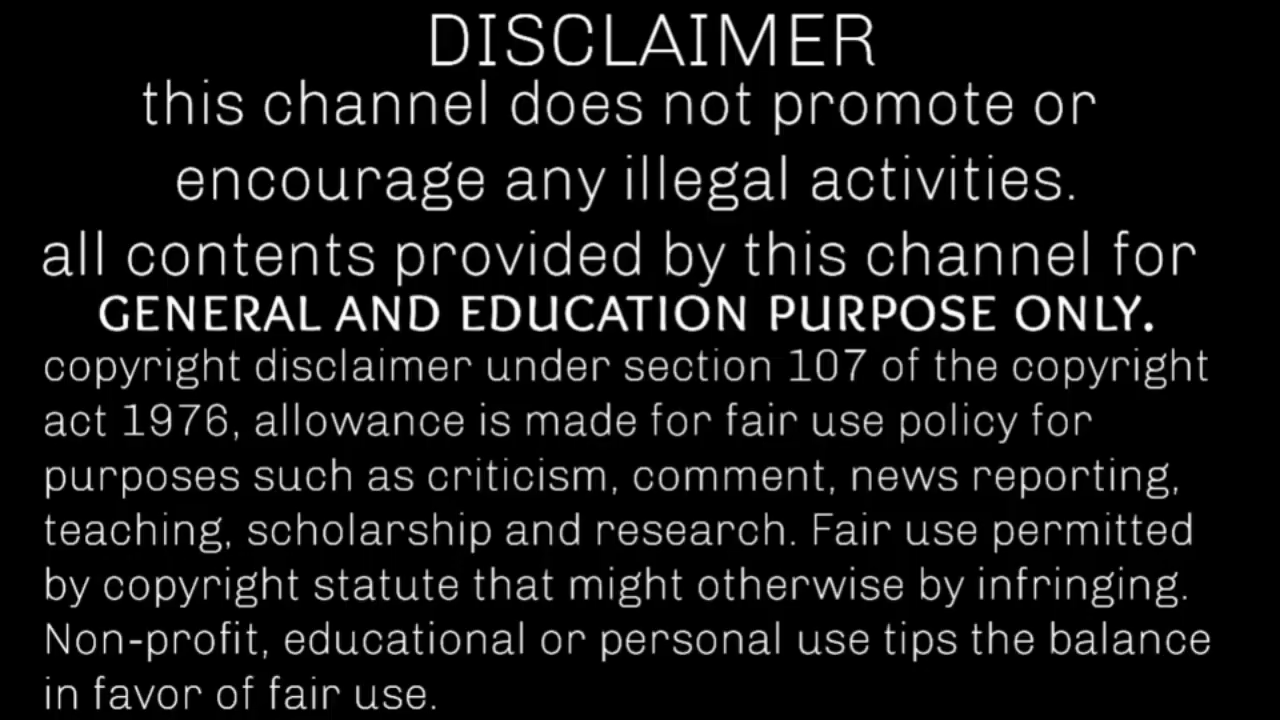 DISCLAIMER
this channel does not promote or
encourage any illegal activities.
all contents provided by this channel for
GENERAL AND EDUCATION PURPOSE ONLY.
copyright disclaimer under section 107 of the copyright
act 1976, allowance is made for fair use policy for
purposes such as criticism, comment, news reporting,
teaching, scholarship and research. Fair use permitted
by copyright statute that might otherwise by infringing.
Non-profit, educational or personal use tips the balance
in favor of fair use.